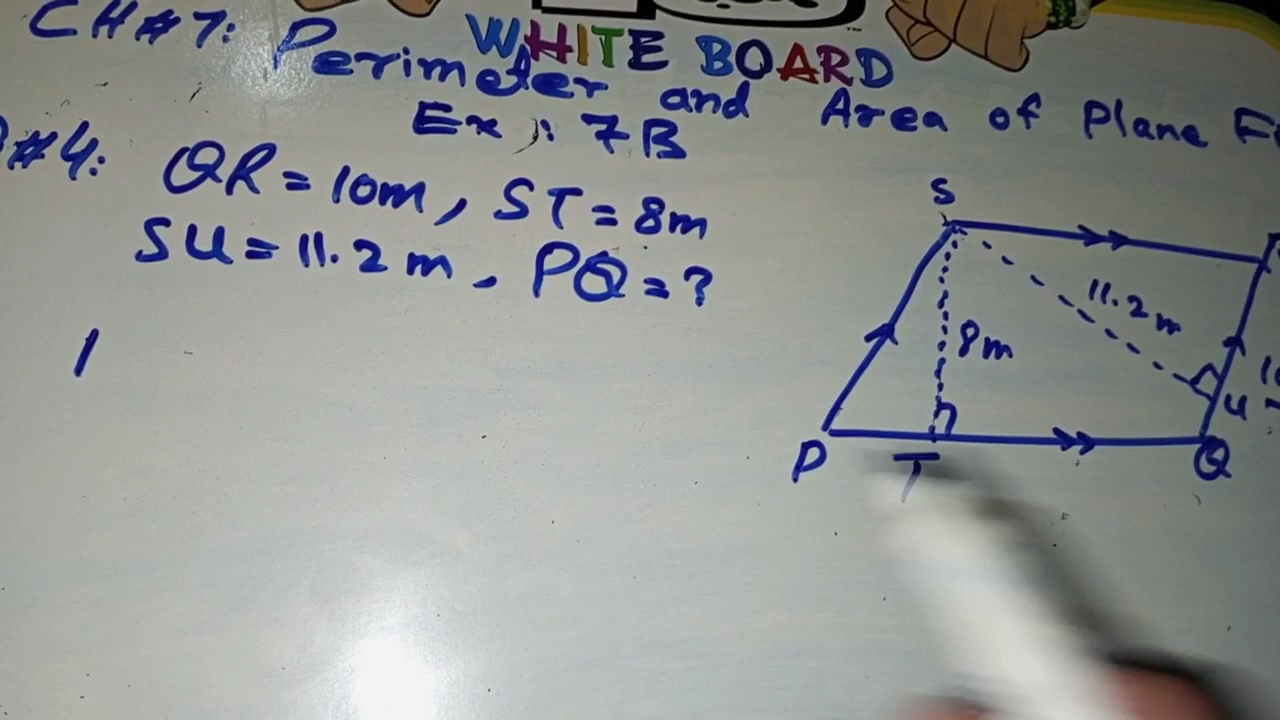 WHITE BOARD
CH#7: Perimeter and Area of Plane
Ex: 7B
#4: QR = 10m, ST = 8m
SU = 11.2 m. PQ = ?
S
11.2 m
8m
U
P
T
Q